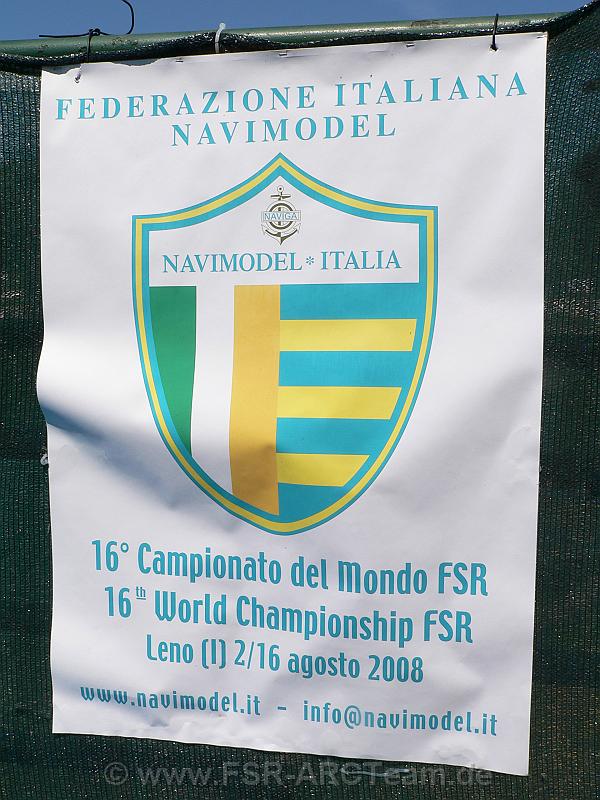 FEDERAZIONE ITALIANA
NAVIMODEL
NAVIGA
NAVIMODEL * ITALIA
16° Campionato del Mondo FSR
16th World Championship FSR
Leno (I) 2/16 agosto 2008
www.navimodel.it - info@navimodel.it
© www.FSR-ARGTeam.de